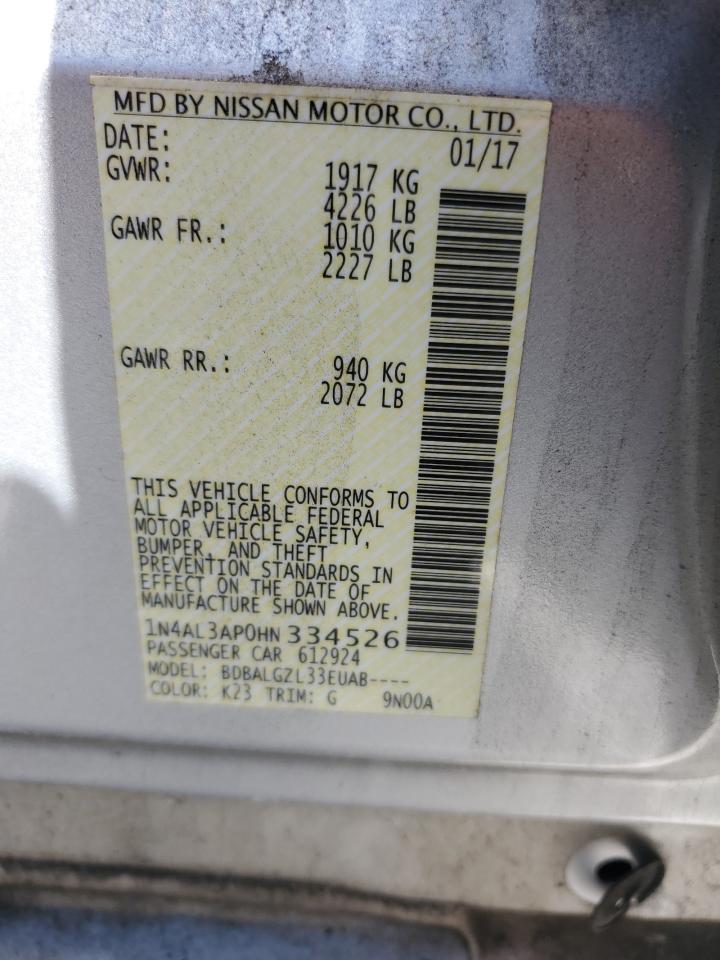 MFD BY NISSAN MOTOR CO., LTD.
DATE: 01/17
GVWR: 1917 KG
4226 LB
GAWR FR.: 1010 KG
2227 LB
GAWR RR.: 940 KG
2072 LB
THIS VEHICLE CONFORMS TO
ALL APPLICABLE FEDERAL
MOTOR VEHICLE SAFETY,
BUMPER, AND THEFT
PREVENTION STANDARDS IN
EFFECT ON THE DATE OF
MANUFACTURE SHOWN ABOVE.
1N4AL3AP0HN 334526
PASSENGER CAR 612924
MODEL: BDBALGZL33EUAB----
COLOR: K23 TRIM: G 9N00A